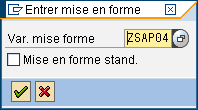 Entrer mise en forme
Var. mise forme ZSAP04
Mise en forme stand.